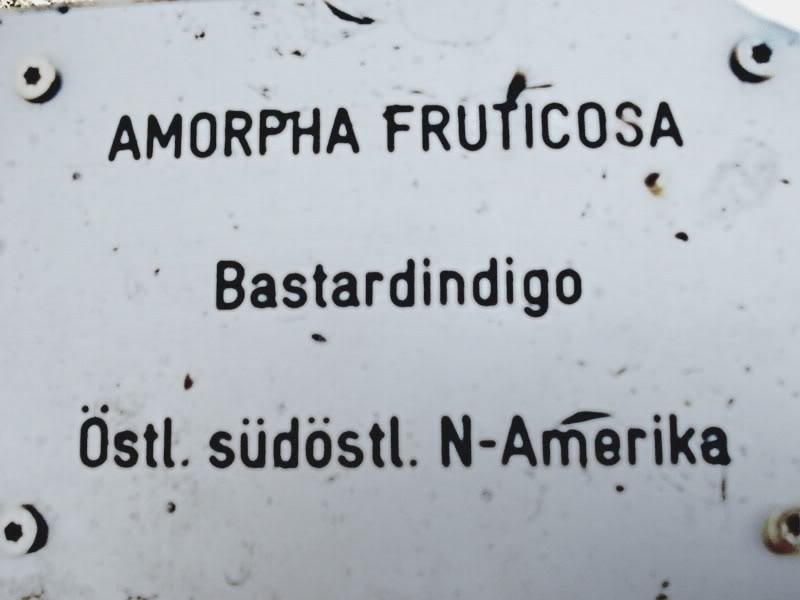 AMORPHA FRUTICOSA
Bastardindigo
Östl. südöstl. N-Amerika